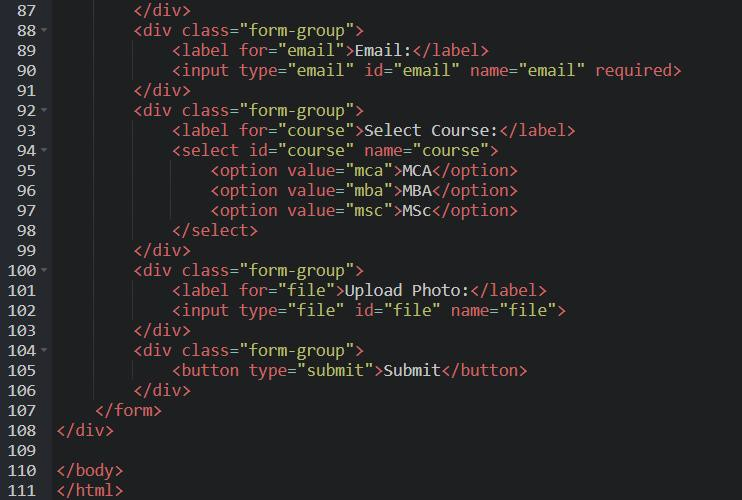 87         </div>
88         <div class="form-group">
89             <label for="email">Email:</label>
90             <input type="email" id="email" name="email" required>
91         </div>
92         <div class="form-group">
93             <label for="course">Select Course:</label>
94             <select id="course" name="course">
95                 <option value="mca">MCA</option>
96                 <option value="mba">MBA</option>
97                 <option value="msc">MSc</option>
98             </select>
99         </div>
100         <div class="form-group">
101             <label for="file">Upload Photo:</label>
102             <input type="file" id="file" name="file">
103         </div>
104         <div class="form-group">
105             <button type="submit">Submit</button>
106         </div>
107     </form>
108 </div>
109
110 </body>
111 </html>